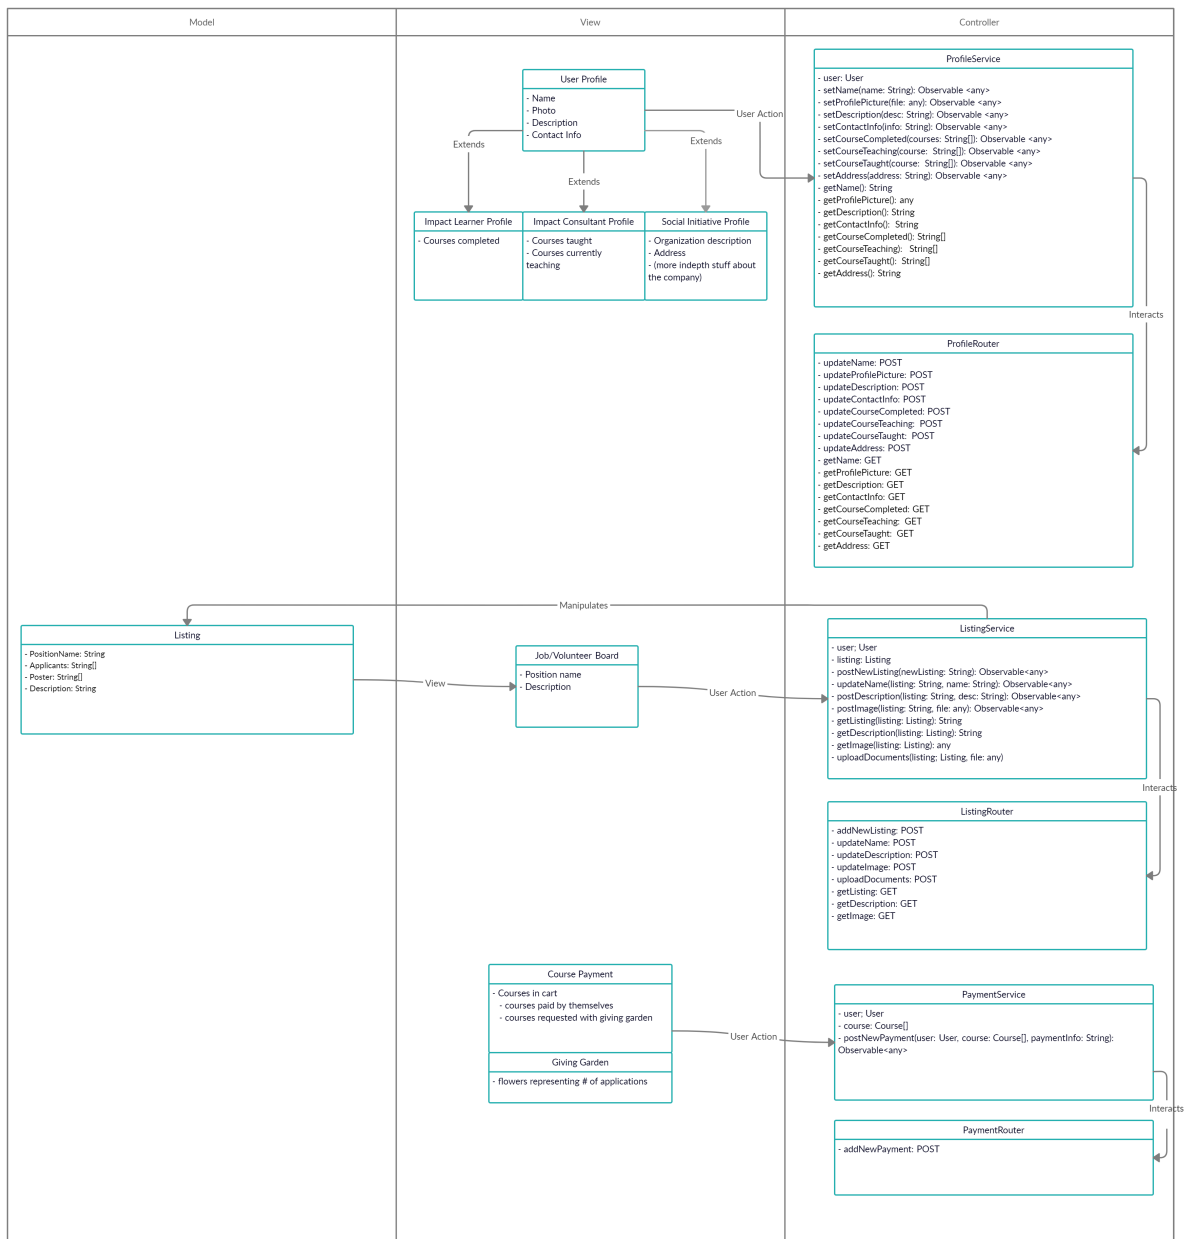 Model
View
Controller
User Profile
- Name
- Photo
- Description
- Contact Info
User Action
Extends
Extends
Extends
Impact Learner Profile
- Courses completed
Impact Consultant Profile
- Courses taught
- Courses currently
teaching
Social Initiative Profile
- Organization description
- Address
- (more indepth stuff about
the company)
ProfileService
- user: User
- setName(name: String): Observable <any>
- setProfilePicture(file: any): Observable <any>
- setDescription(desc: String): Observable <any>
- setContactInfo(info: String): Observable <any>
- setCourseCompleted(courses: String[]): Observable <any>
- setCourseTeaching(course:  String[]): Observable <any>
- setCourseTaught(course:  String[]): Observable <any>
- setAddress(address: String): Observable <any>
- getName(): String
- getProfilePicture(): any
- getDescription(): String
- getContactInfo():  String
- getCourseCompleted(): String[]
- getCourseTeaching):   String[]
- getCourseTaught():  String[]
- getAddress(): String
Interacts
ProfileRouter
- updateName: POST
- updateProfilePicture: POST
- updateDescription: POST
- updateContactInfo: POST
- updateCourseCompleted: POST
- updateCourseTeaching:  POST
- updateCourseTaught:  POST
- updateAddress: POST
- getName: GET
- getProfilePicture: GET
- getDescription: GET
- getContactInfo: GET
- getCourseCompleted: GET
- getCourseTeaching:  GET
- getCourseTaught:  GET
- getAddress: GET
Manipulates
Listing
- PositionName: String
- Applicants: String[]
- Poster: String[]
- Description: String
View
Job/Volunteer Board
- Position name
- Description
User Action
ListingService
- user; User
- listing: Listing
- postNewListing(newListing: String): Observable<any>
- updateName(listing: String, name: String): Observable<any>
- postDescription(listing: String, desc: String): Observable<any>
- postImage(listing: String, file: any): Observable<any>
- getListing(listing: Listing): String
- getDescription(listing: Listing): String
- getImage(listing: Listing): any
- uploadDocuments(listing; Listing, file: any)
Interacts
ListingRouter
- addNewListing: POST
- updateName: POST
- updateDescription: POST
- updateImage: POST
- uploadDocuments: POST
- getListing: GET
- getDescription: GET
- getImage: GET
Course Payment
- Courses in cart
- courses paid by themselves
- courses requested with giving garden
Giving Garden
- flowers representing # of applications
User Action
PaymentService
- user; User
- course: Course[]
- postNewPayment(user: User, course: Course[], paymentInfo: String):
Observable<any>
Interacts
PaymentRouter
- addNewPayment: POST